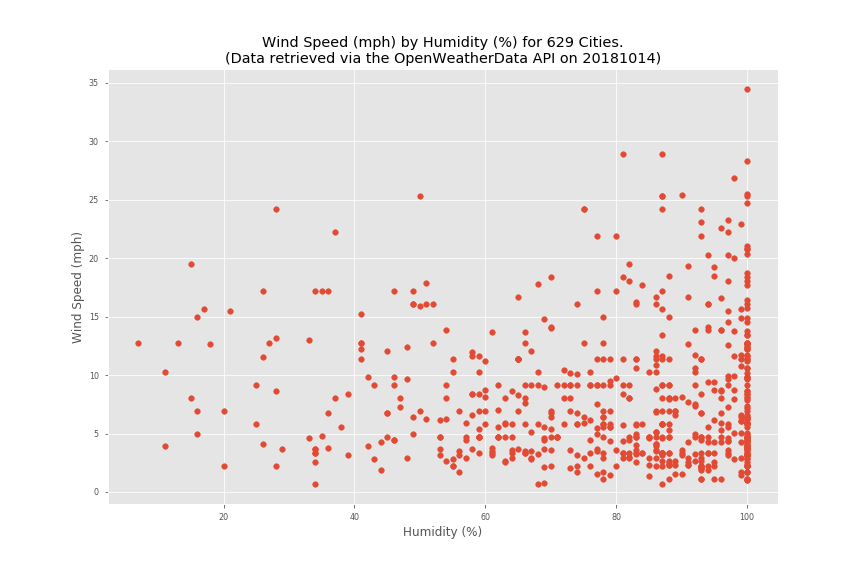 Wind Speed (mph) by Humidity (%) for 629 Cities.
(Data retrieved via the OpenWeatherData API on 20181014)
35
30
25
20
15
10
5
0
Wind Speed (mph)
20 40 60 80 100
Humidity (%)